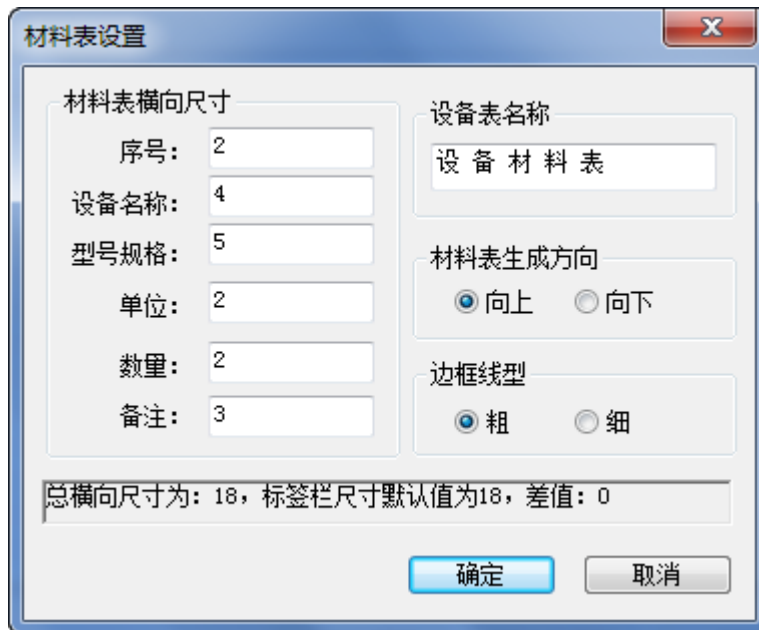 材料表设置
材料表横向尺寸
序号: 2
设备名称: 4
型号规格: 5
单位: 2
数量: 2
备注: 3
设备表名称
设 备 材 料 表
材料表生成方向
向上 向下
边框线型
粗 细
总横向尺寸为: 18, 标签栏尺寸默认值为18, 差值: 0
确定 取消